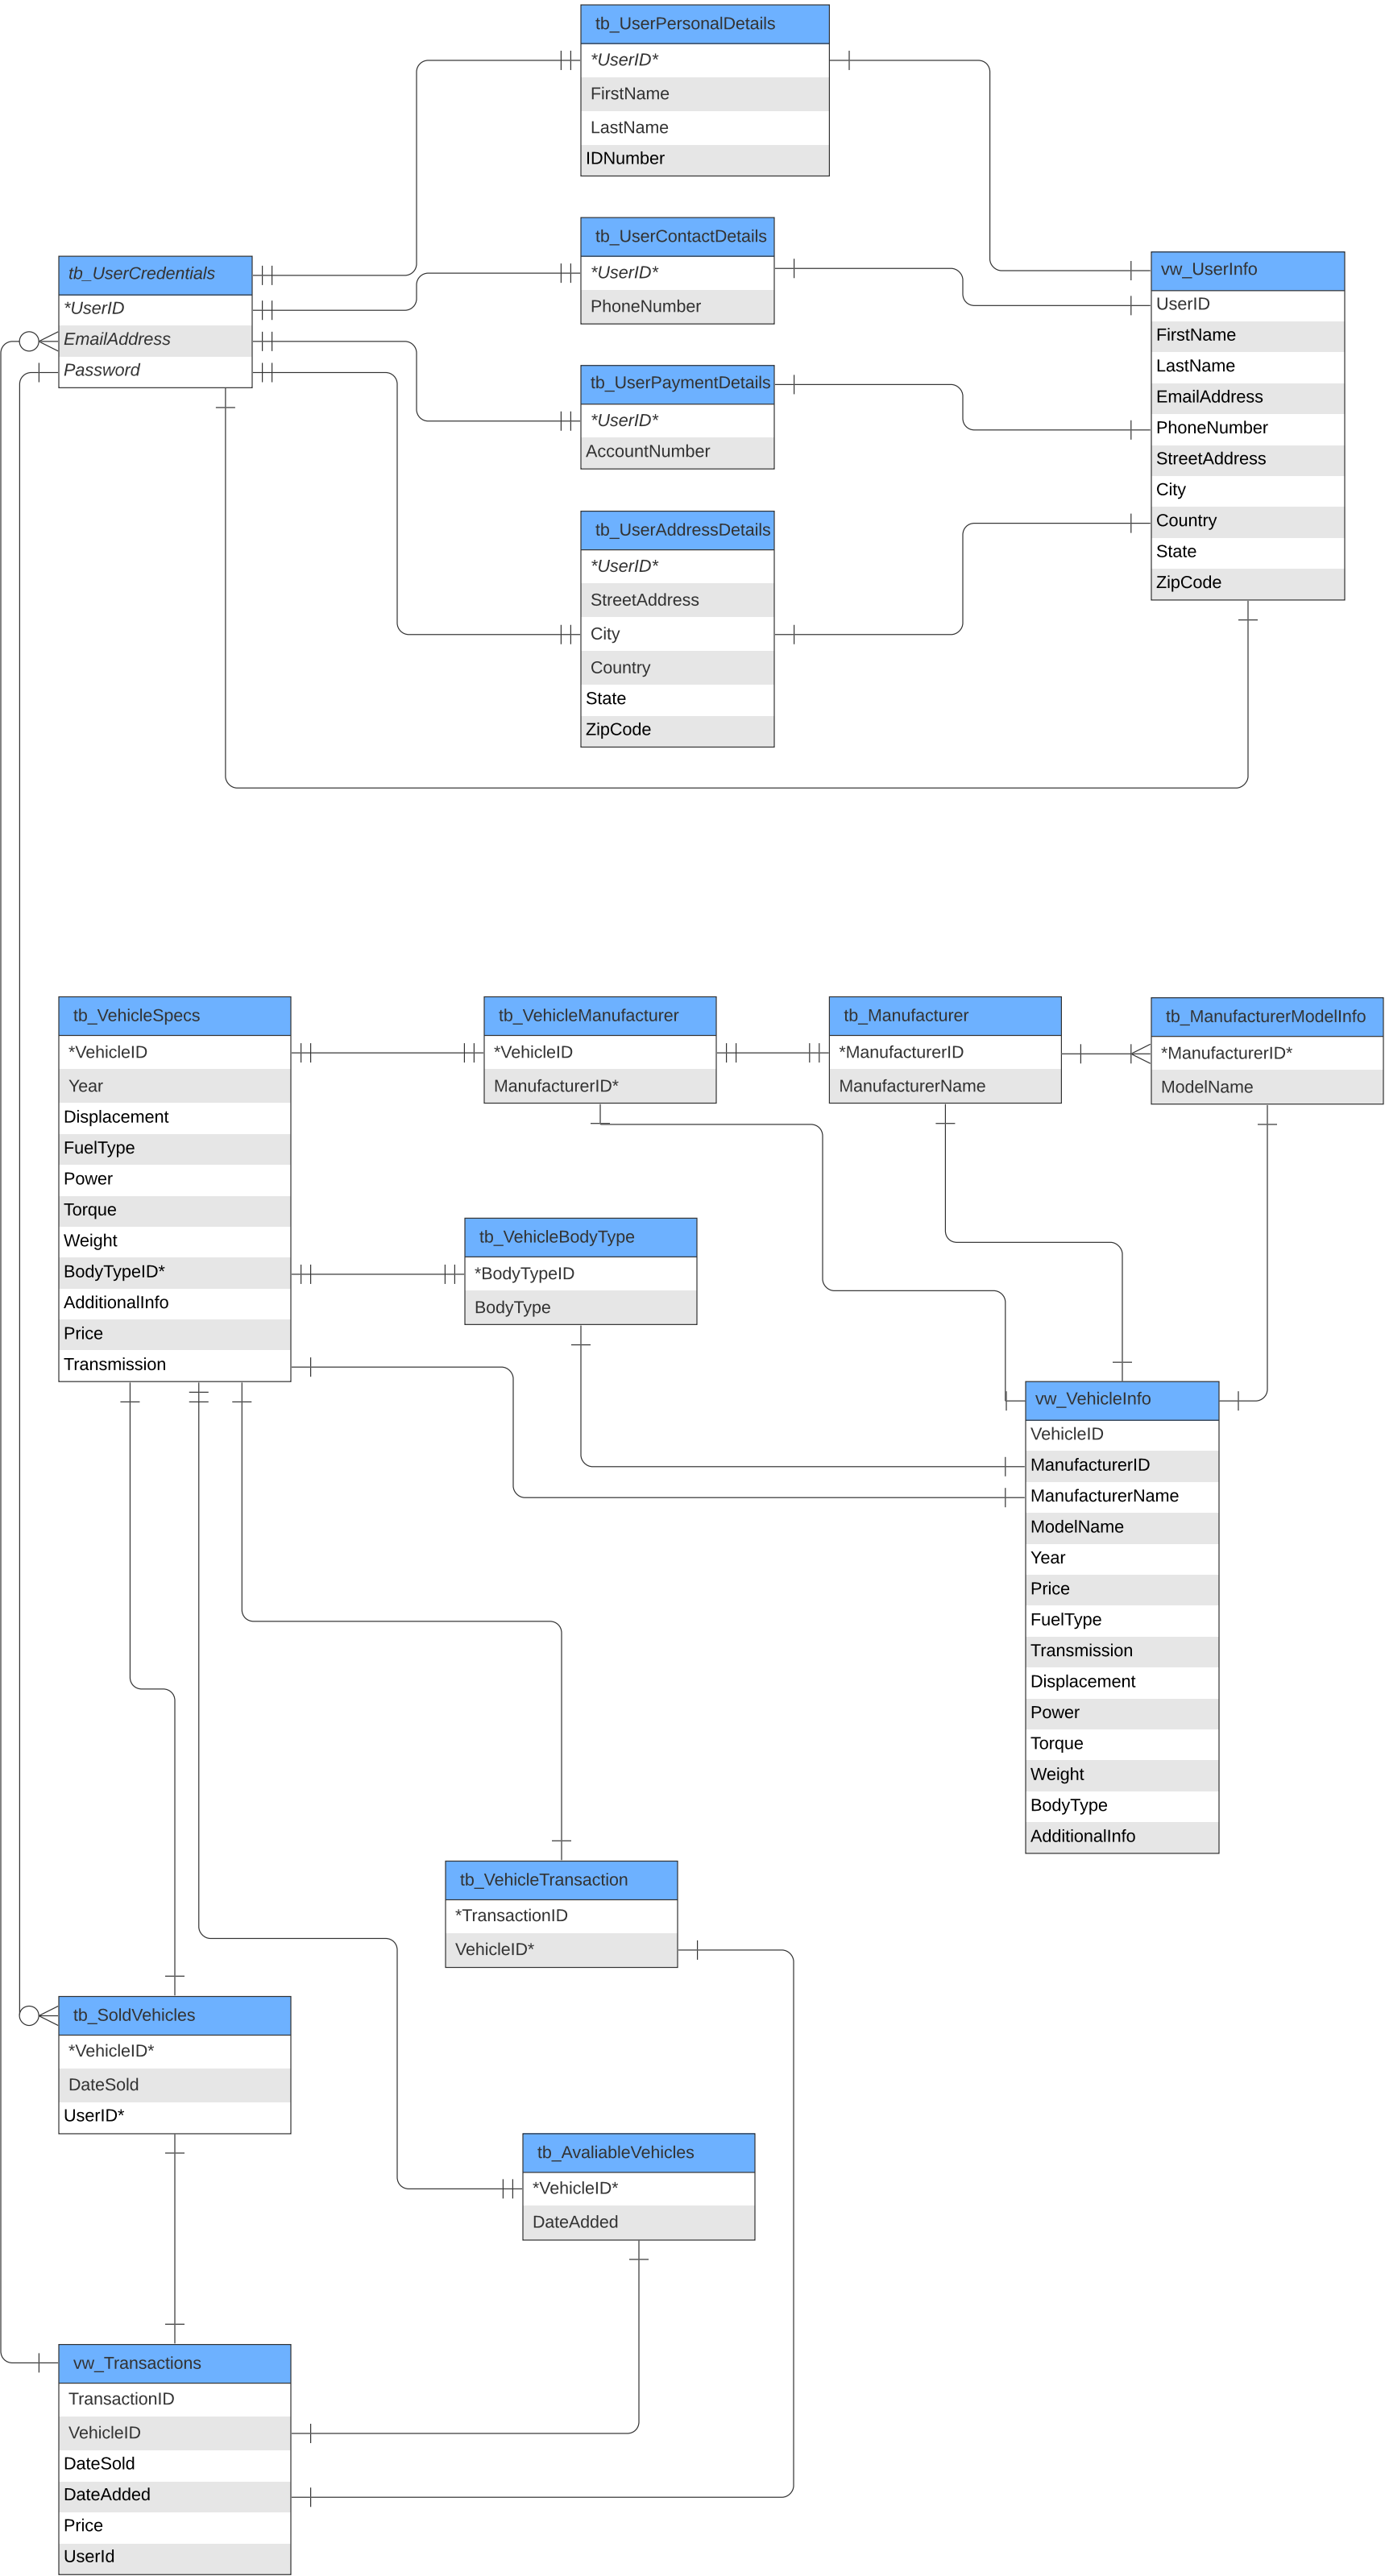 tb_UserPersonalDetails
*UserID*
FirstName
LastName
IDNumber
tb_UserContactDetails
*UserID*
PhoneNumber
tb_UserCredentials
*UserID
EmailAddress
Password
vw_UserInfo
UserID
FirstName
LastName
EmailAddress
PhoneNumber
StreetAddress
City
Country
State
ZipCode
tb_UserPaymentDetails
*UserID*
AccountNumber
tb_UserAddressDetails
*UserID*
StreetAddress
City
Country
State
ZipCode
tb_VehicleSpecs
*VehicleID
Year
Displacement
FuelType
Power
Torque
Weight
BodyTypeID*
AdditionalInfo
Price
Transmission
tb_VehicleManufacturer
*VehicleID
ManufacturerID*
tb_Manufacturer
*ManufacturerID
ManufacturerName
tb_ManufacturerModelInfo
*ManufacturerID*
ModelName
tb_VehicleBodyType
*BodyTypeID
BodyType
vw_VehicleInfo
VehicleID
ManufacturerID
ManufacturerName
ModelName
Year
Price
FuelType
Transmission
Displacement
Power
Torque
Weight
BodyType
AdditionalInfo
tb_VehicleTransaction
*TransactionID
VehicleID*
tb_SoldVehicles
*VehicleID*
DateSold
UserID*
tb_AvaliableVehicles
*VehicleID*
DateAdded
vw_Transactions
TransactionID
VehicleID
DateSold
DateAdded
Price
UserId